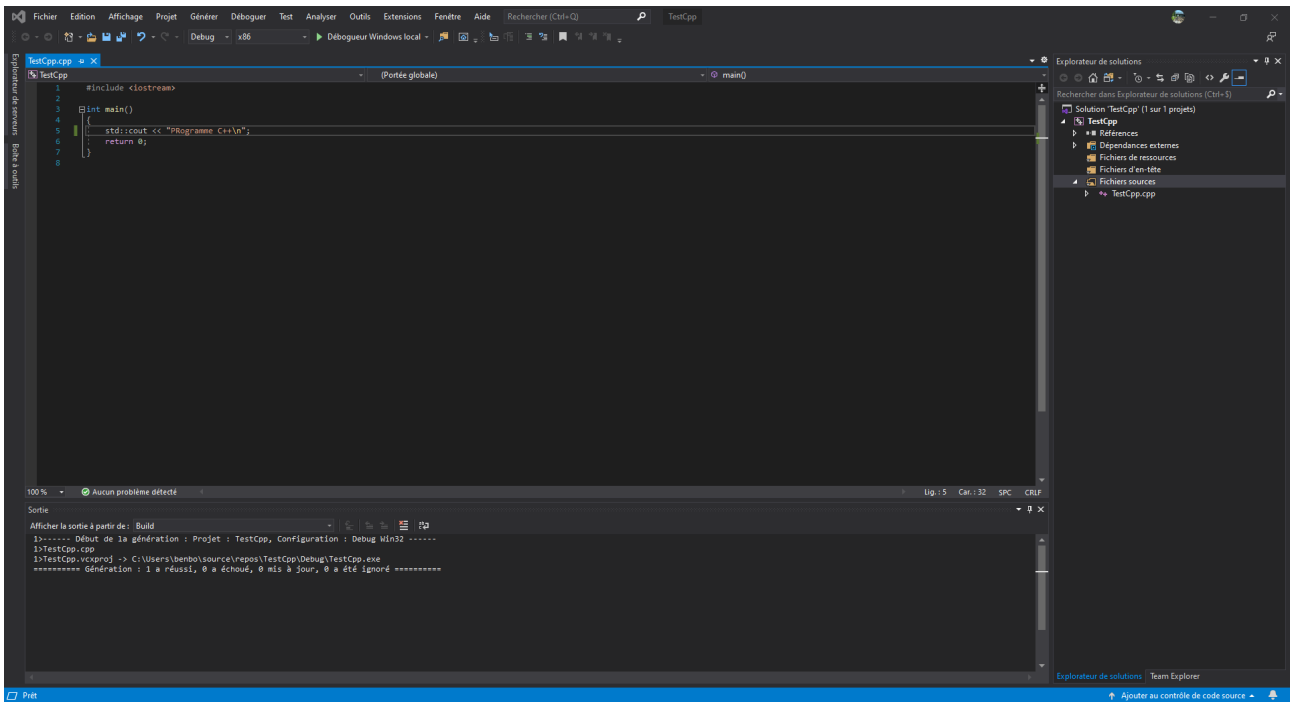 Fichier Edition Affichage Projet Générer Déboguer Test Analyser Outils Extensions Fenêtre Aide Rechercher (Ctrl+Q) TestCpp
Debug x86 Débogueur Windows local
Explorateur de serveurs
Boîte à outils
TestCpp.cpp
TestCpp (Portée globale) main()
1 #include <iostream>
2
3 int main()
4 {
5 std::cout << "PRogramme C++\n";
6 return 0;
7 }
8
100 % Aucun problème détecté Lig. : 5 Car. : 32 SPC CRLF
Sortie
Afficher la sortie à partir de : Build
1>------ Début de la génération : Projet : TestCpp, Configuration : Debug Win32 ------
1>TestCpp.cpp
1>TestCpp.vcxproj -> C:\Users\benbo\source\repos\TestCpp\Debug\TestCpp.exe
========== Génération : 1 a réussi, 0 a échoué, 0 mis à jour, 0 a été ignoré ==========
Explorateur de solutions
Rechercher dans Explorateur de solutions (Ctrl+$)
Solution 'TestCpp' (1 sur 1 projets)
TestCpp
Références
Dépendances externes
Fichiers de ressources
Fichiers d'en-tête
Fichiers sources
TestCpp.cpp
Explorateur de solutions Team Explorer
Prêt Ajouter au contrôle de code source